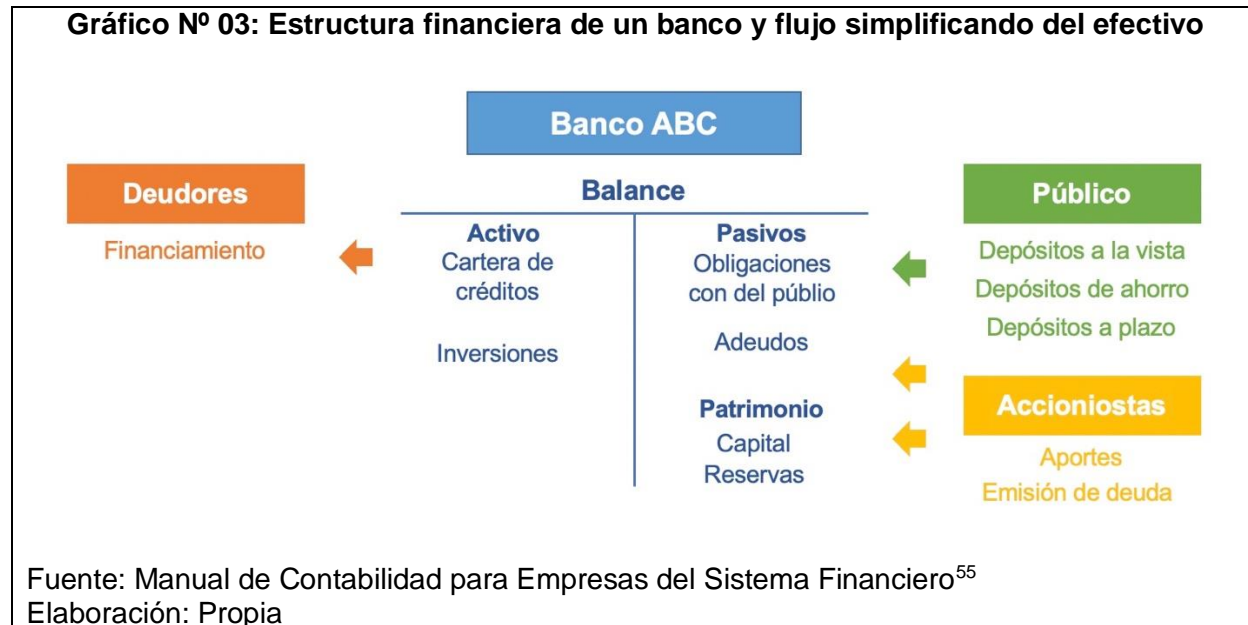 Gráfico Nº 03: Estructura financiera de un banco y flujo simplificando del efectivo
Banco ABC
Deudores
Financiamiento
Balance
Activo
Cartera de
créditos
Inversiones
Pasivos
Obligaciones
con del públio
Adeudos
Patrimonio
Capital
Reservas
Público
Depósitos a la vista
Depósitos de ahorro
Depósitos a plazo
Accioniostas
Aportes
Emisión de deuda
Fuente: Manual de Contabilidad para Empresas del Sistema Financiero55
Elaboración: Propia